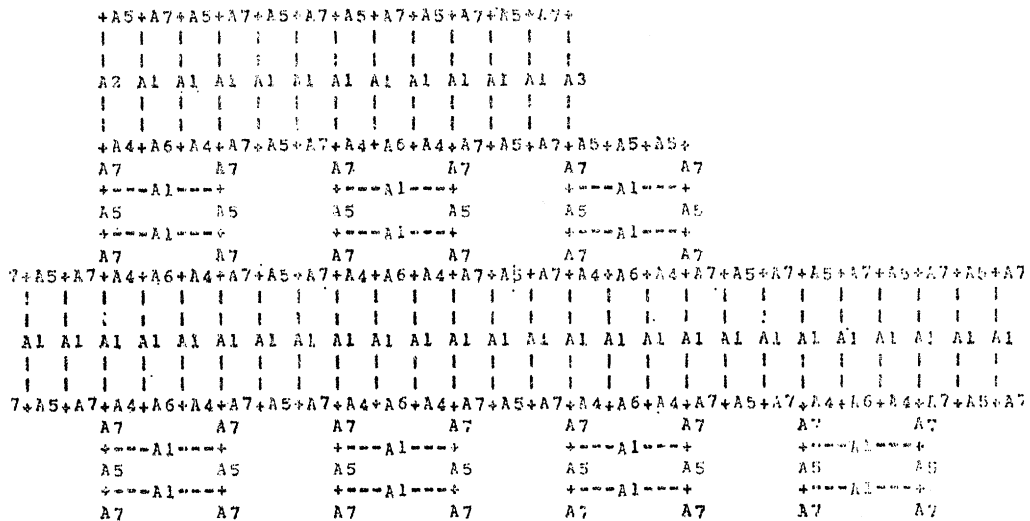 +A5+A7+A5+A7+A5+A7+A5+A7+A5+A7+A5+A7+
| | | | | | | | | | | | |
| | | | | | | | | | | | |
A2 A1 A1 A1 A1 A1 A1 A1 A1 A1 A1 A1 A3
| | | | | | | | | | | | |
| | | | | | | | | | | | |
+A4+A6+A4+A7+A5+A7+A4+A6+A4+A7+A5+A7+A5+A5+A5+
A7 A7 A7 A7 A7 A7
+---A1---+ +---A1---+ +---A1---+
A5 A5 A5 A5 A5 A5
+---A1---+ +---A1---+ +---A1---+
A7 A7 A7 A7 A7 A7
7+A5+A7+A4+A6+A4+A7+A5+A7+A4+A6+A4+A7+A5+A7+A4+A6+A4+A7+A5+A7+A5+A7+A5+A7+A5+A7
| | | | | | | | | | | | | | | | | | | | | | | | | |
| | | | | | | | | | | | | | | | | | | | | | | | | |
A1 A1 A1 A1 A1 A1 A1 A1 A1 A1 A1 A1 A1 A1 A1 A1 A1 A1 A1 A1 A1 A1 A1 A1 A1 A1
| | | | | | | | | | | | | | | | | | | | | | | | | |
| | | | | | | | | | | | | | | | | | | | | | | | | |
7+A5+A7+A4+A6+A4+A7+A5+A7+A4+A6+A4+A7+A5+A7+A4+A6+A4+A7+A5+A7+A4+A6+A4+A7+A5+A7
A7 A7 A7 A7 A7 A7 A7 A7
+---A1---+ +---A1---+ +---A1---+ +---A1---+
A5 A5 A5 A5 A5 A5 A5 A5
+---A1---+ +---A1---+ +---A1---+ +---A1---+
A7 A7 A7 A7 A7 A7 A7 A7